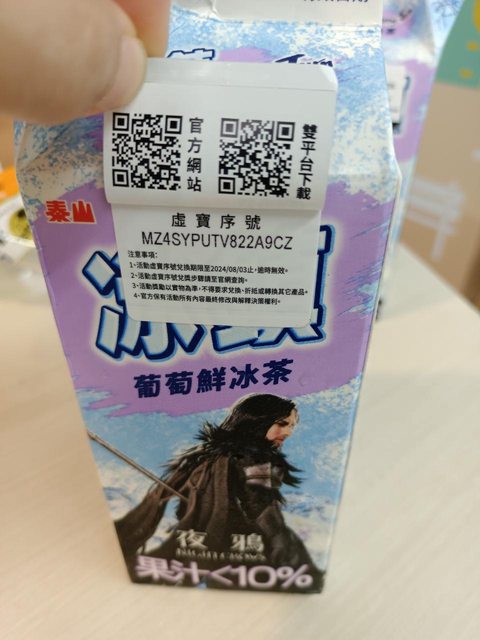 官方網站
雙平台下載
泰山
虛寶序號
MZ4SYPUTV822A9CZ
注意事項:
1、活動虛寶序號兌換期限至2024/08/03止,逾時無效。
2、活動虛寶序號兌獎步驟請至官網查詢。
3、活動獎勵以實物為準,不得要求兌換、折抵或轉換其它產品。
4、官方保有活動所有內容最終修改與解釋決策權利。
冰鎮
葡萄鮮冰茶
夜鴉
NIGHT CROWS
果汁<10%